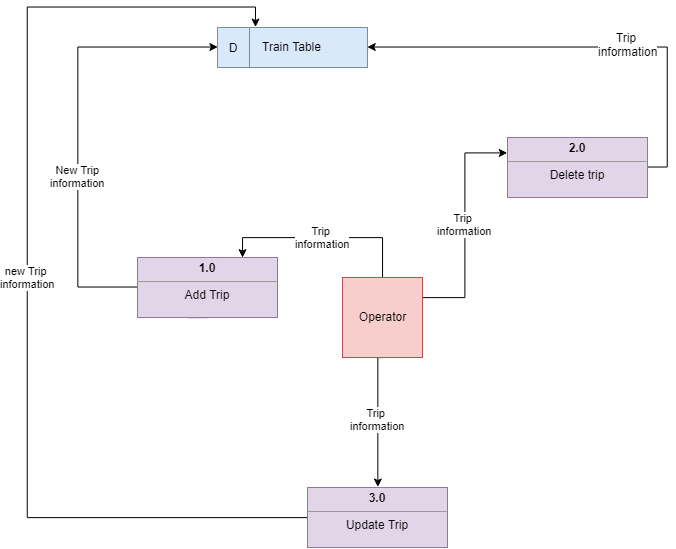 D
Train Table
Trip
information
2.0
Delete trip
New Trip
information
Trip
information
Trip
information
1.0
Add Trip
new Trip
information
Operator
Trip
information
3.0
Update Trip